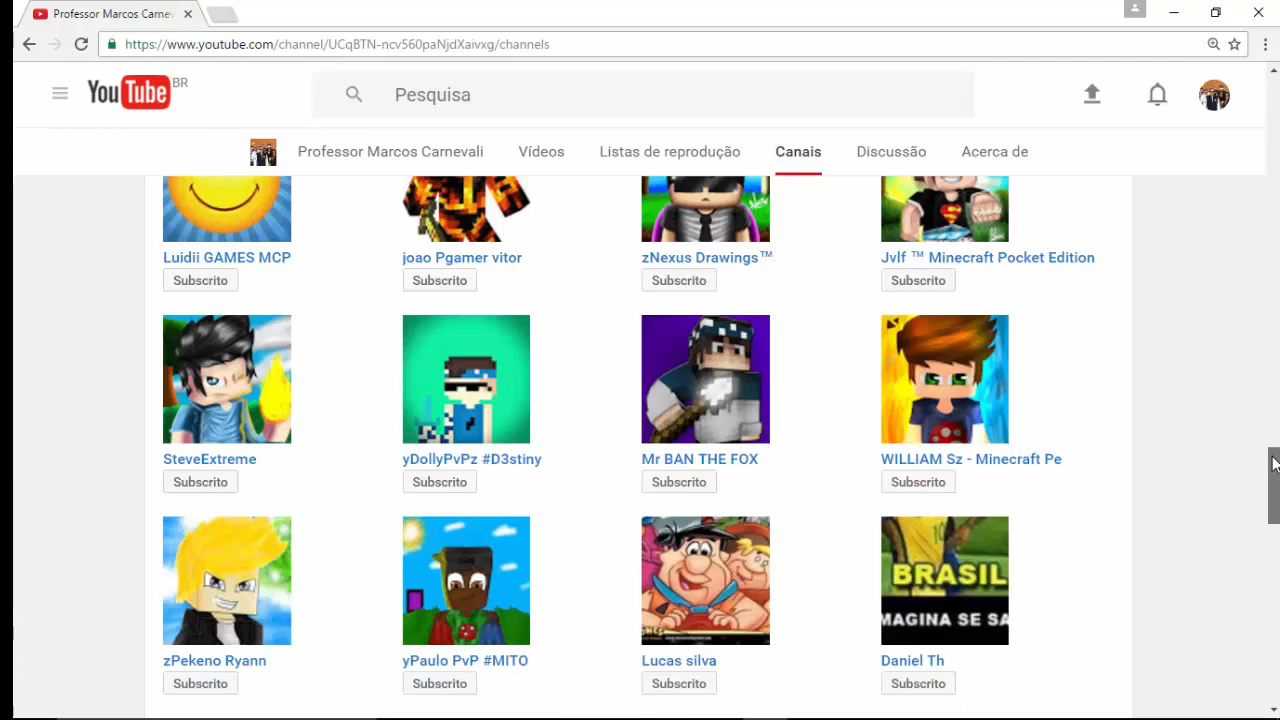 Professor Marcos Carnev
https://www.youtube.com/channel/UCqBTN-ncv560paNjdXaivxg/channels
YouTube BR
Pesquisa
Professor Marcos Carnevali Vídeos Listas de reprodução Canais Discussão Acerca de
Luidii GAMES MCP joao Pgamer vitor zNexus Drawings™ Jvlf ™ Minecraft Pocket Edition
Subscrito Subscrito Subscrito Subscrito
SteveExtreme yDollyPvPz #D3stiny Mr BAN THE FOX WILLIAM Sz - Minecraft Pe
Subscrito Subscrito Subscrito Subscrito
BRASIL
MAGINA SE SA
zPekeno Ryann yPaulo PvP #MITO Lucas silva Daniel Th
Subscrito Subscrito Subscrito Subscrito